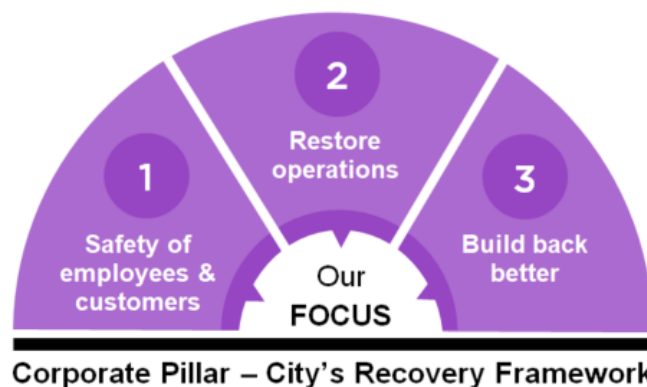 1
Safety of
employees &
customers
2
Restore
operations
3
Build back
better
Our
FOCUS
Corporate Pillar – City's Recovery Framework